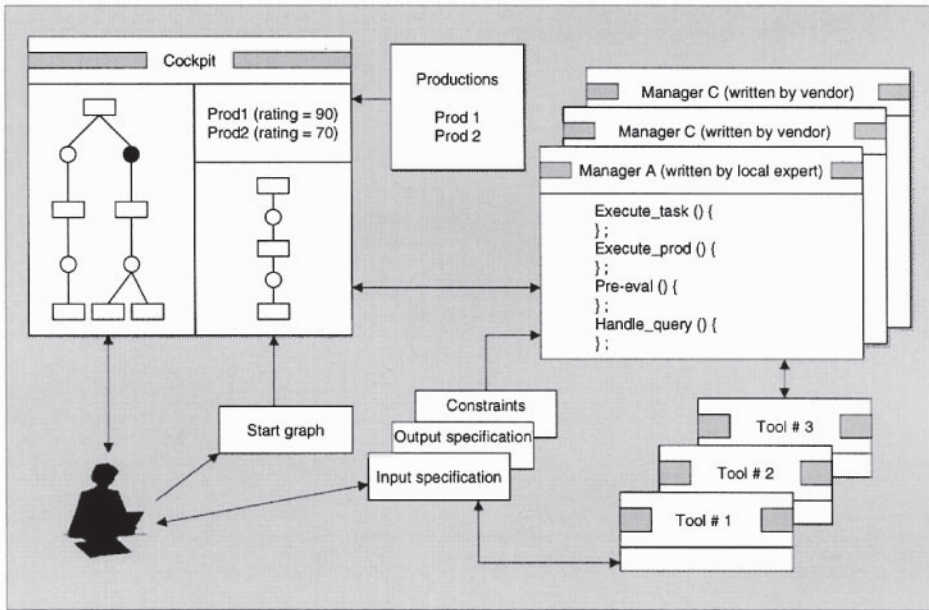 Cockpit
Prod1 (rating = 90)
Prod2 (rating = 70)
Productions
Prod 1
Prod 2
Manager C (written by vendor)
Manager C (written by vendor)
Manager A (written by local expert)
Execute_task () {
} ;
Execute_prod () {
} ;
Pre-eval () {
} ;
Handle_query () {
} ;
Start graph
Constraints
Output specification
Input specification
Tool # 3
Tool # 2
Tool # 1